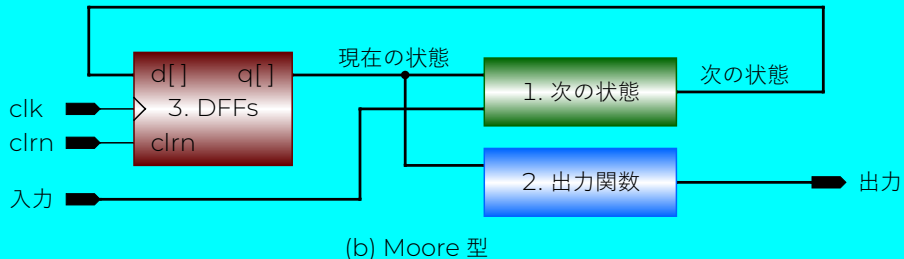 現在の状態
d[] q[]
1. 次の状態
次の状態
clk
3. DFFs
clrn
clrn
2. 出力関数
入力
出力
(b) Moore 型